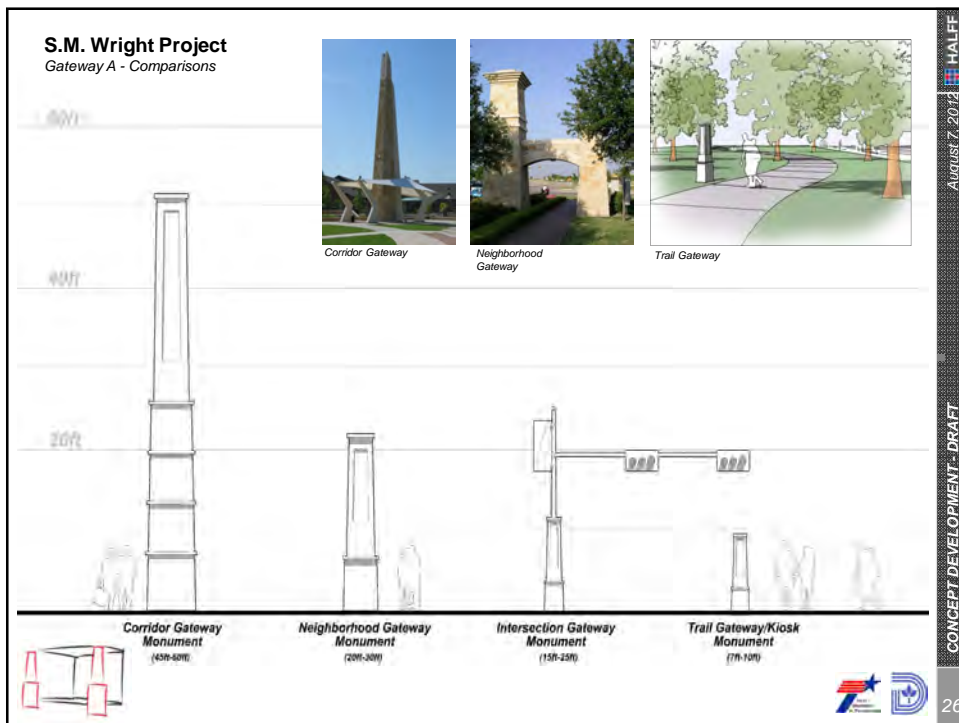 S.M. Wright Project
Gateway A - Comparisons
60ft
40ft
20ft
Corridor Gateway
Neighborhood
Gateway
Trail Gateway
Corridor Gateway
Monument
(45ft-60ft)
Neighborhood Gateway
Monument
(20ft-30ft)
Intersection Gateway
Monument
(15ft-25ft)
Trail Gateway/Kiosk
Monument
(7ft-10ft)
HALFF
August 7, 2012
CONCEPT DEVELOPMENT - DRAFT
26